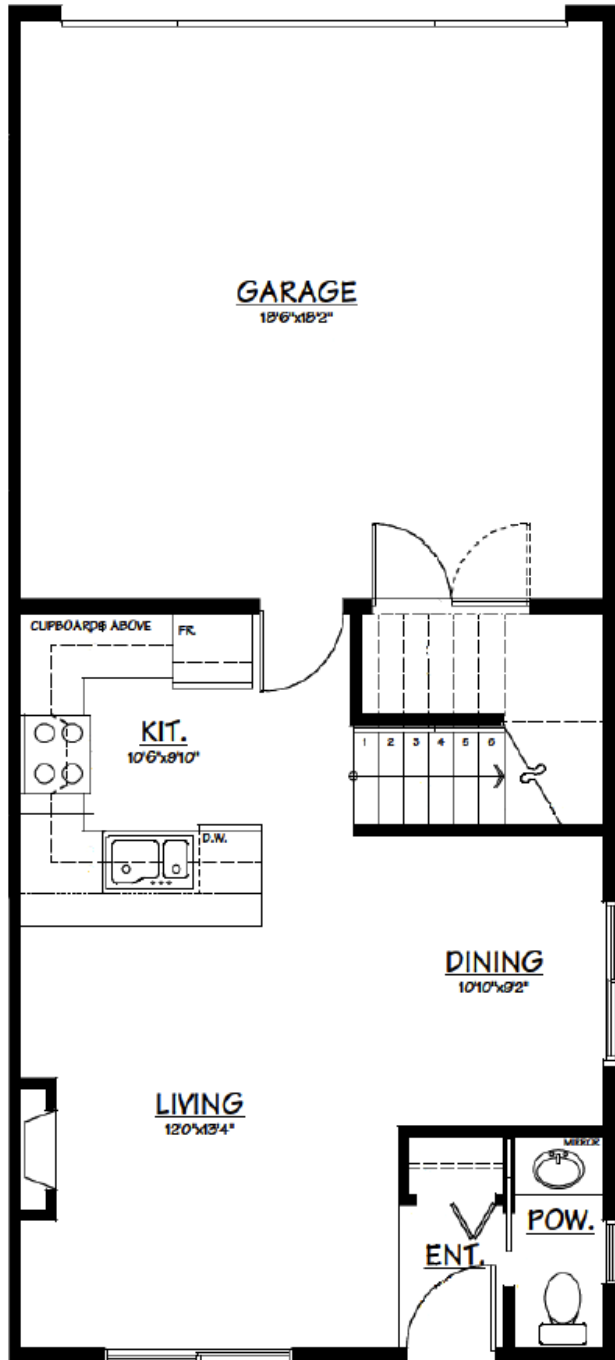 GARAGE
18'6"x18'2"
CUPBOARDS ABOVE
FR.
KIT.
10'6"x9'10"
1 2 3 4 5 6
D.W.
DINING
10'10"x9'2"
LIVING
12'0"x13'4"
MIRROR
POW.
ENT.